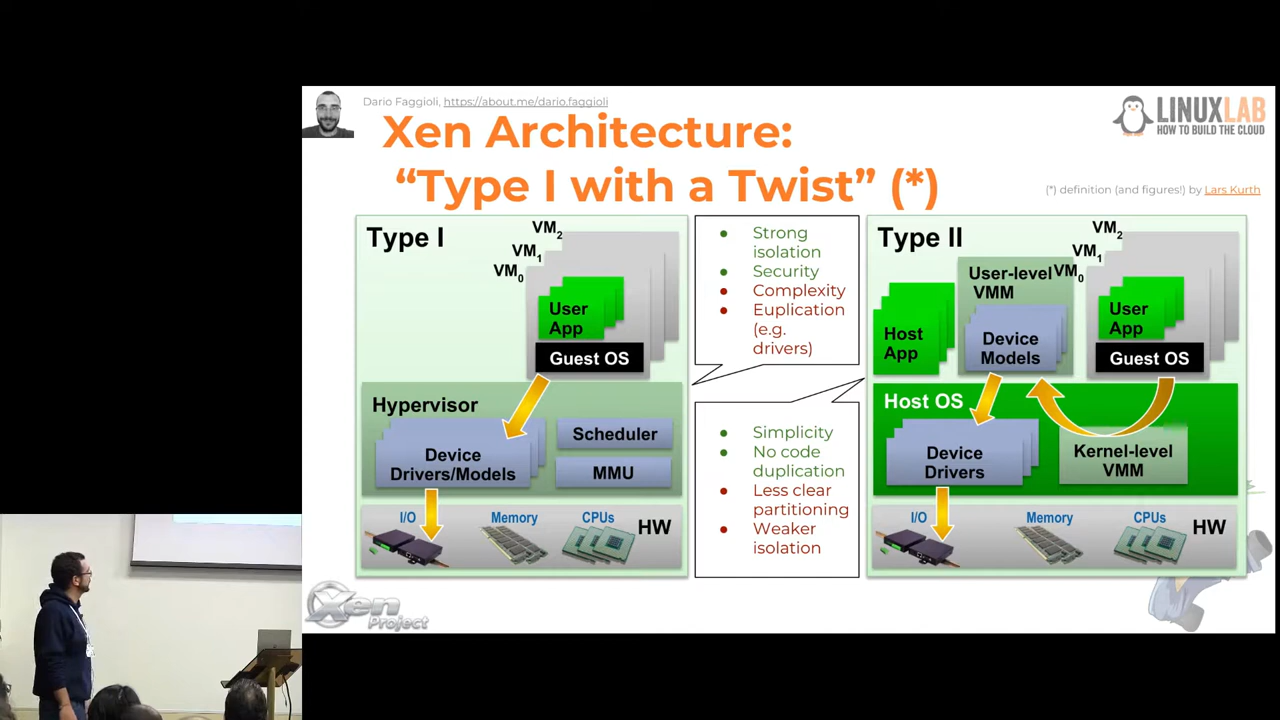 Dario Faggioli, https://about.me/dario.faggioli
Xen Architecture:
“Type I with a Twist” (*)
LINUXLAB
HOW TO BUILD THE CLOUD
(*) definition (and figures!) by Lars Kurth
Type I
VM2
VM1
VM0
User
App
Guest OS
Hypervisor
Device
Drivers/Models
Scheduler
MMU
I/O
Memory
CPUs
HW
● Strong
isolation
● Security
● Complexity
● Euplication
(e.g.
drivers)
● Simplicity
● No code
duplication
● Less clear
partitioning
● Weaker
isolation
Type II
VM2
VM1
VM0
User-level
VMM
Host
App
Device
Models
User
App
Guest OS
Host OS
Device
Drivers
Kernel-level
VMM
I/O
Memory
CPUs
HW
Xen
Project